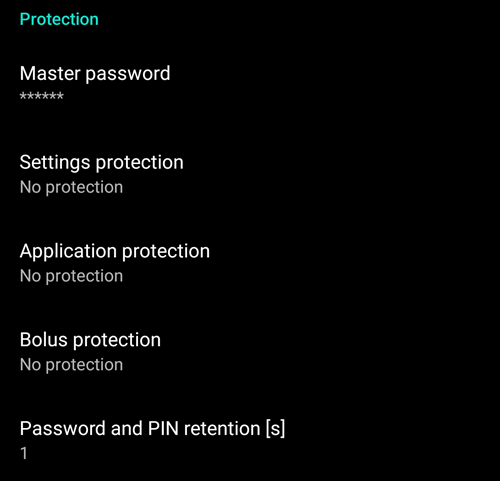 Protection
Master password
******
Settings protection
No protection
Application protection
No protection
Bolus protection
No protection
Password and PIN retention [s]
1